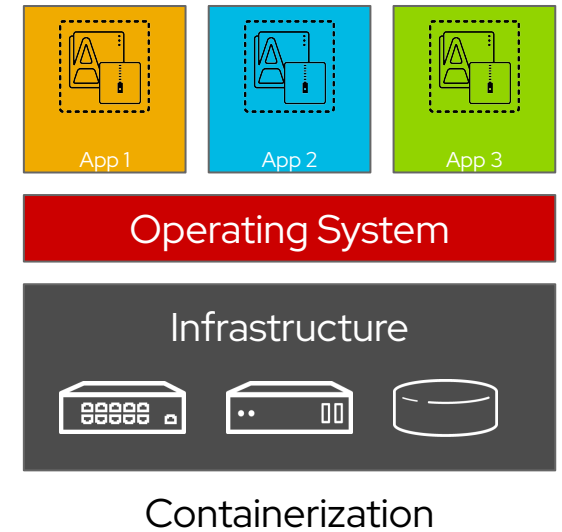 App 1
App 2
App 3
Operating System
Infrastructure
Containerization